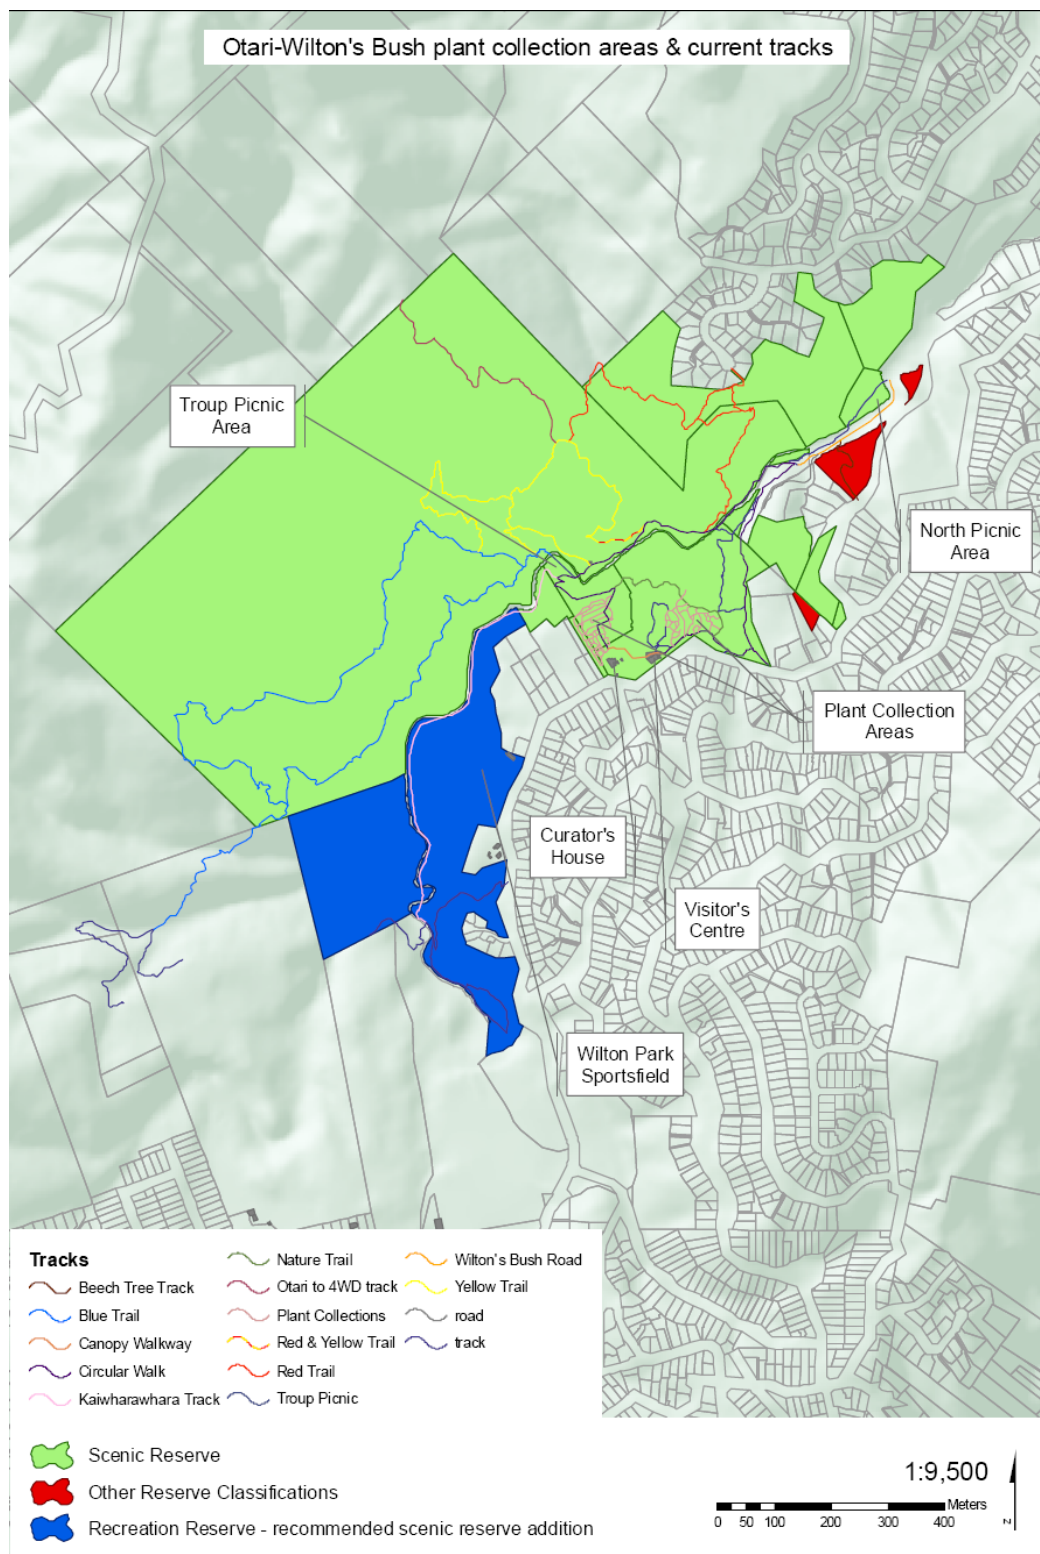 Otari-Wilton's Bush plant collection areas & current tracks
Troup Picnic
Area
North Picnic
Area
Plant Collection
Areas
Curator's
House
Visitor's
Centre
Wilton Park
Sportsfield
Tracks
Beech Tree Track
Blue Trail
Canopy Walkway
Circular Walk
Kaiwharawhara Track
Nature Trail
Otari to 4WD track
Plant Collections
Red & Yellow Trail
Red Trail
Troup Picnic
Wilton's Bush Road
Yellow Trail
road
track
Scenic Reserve
Other Reserve Classifications
Recreation Reserve - recommended scenic reserve addition
1:9,500
Meters
0 50 100 200 300 400
N